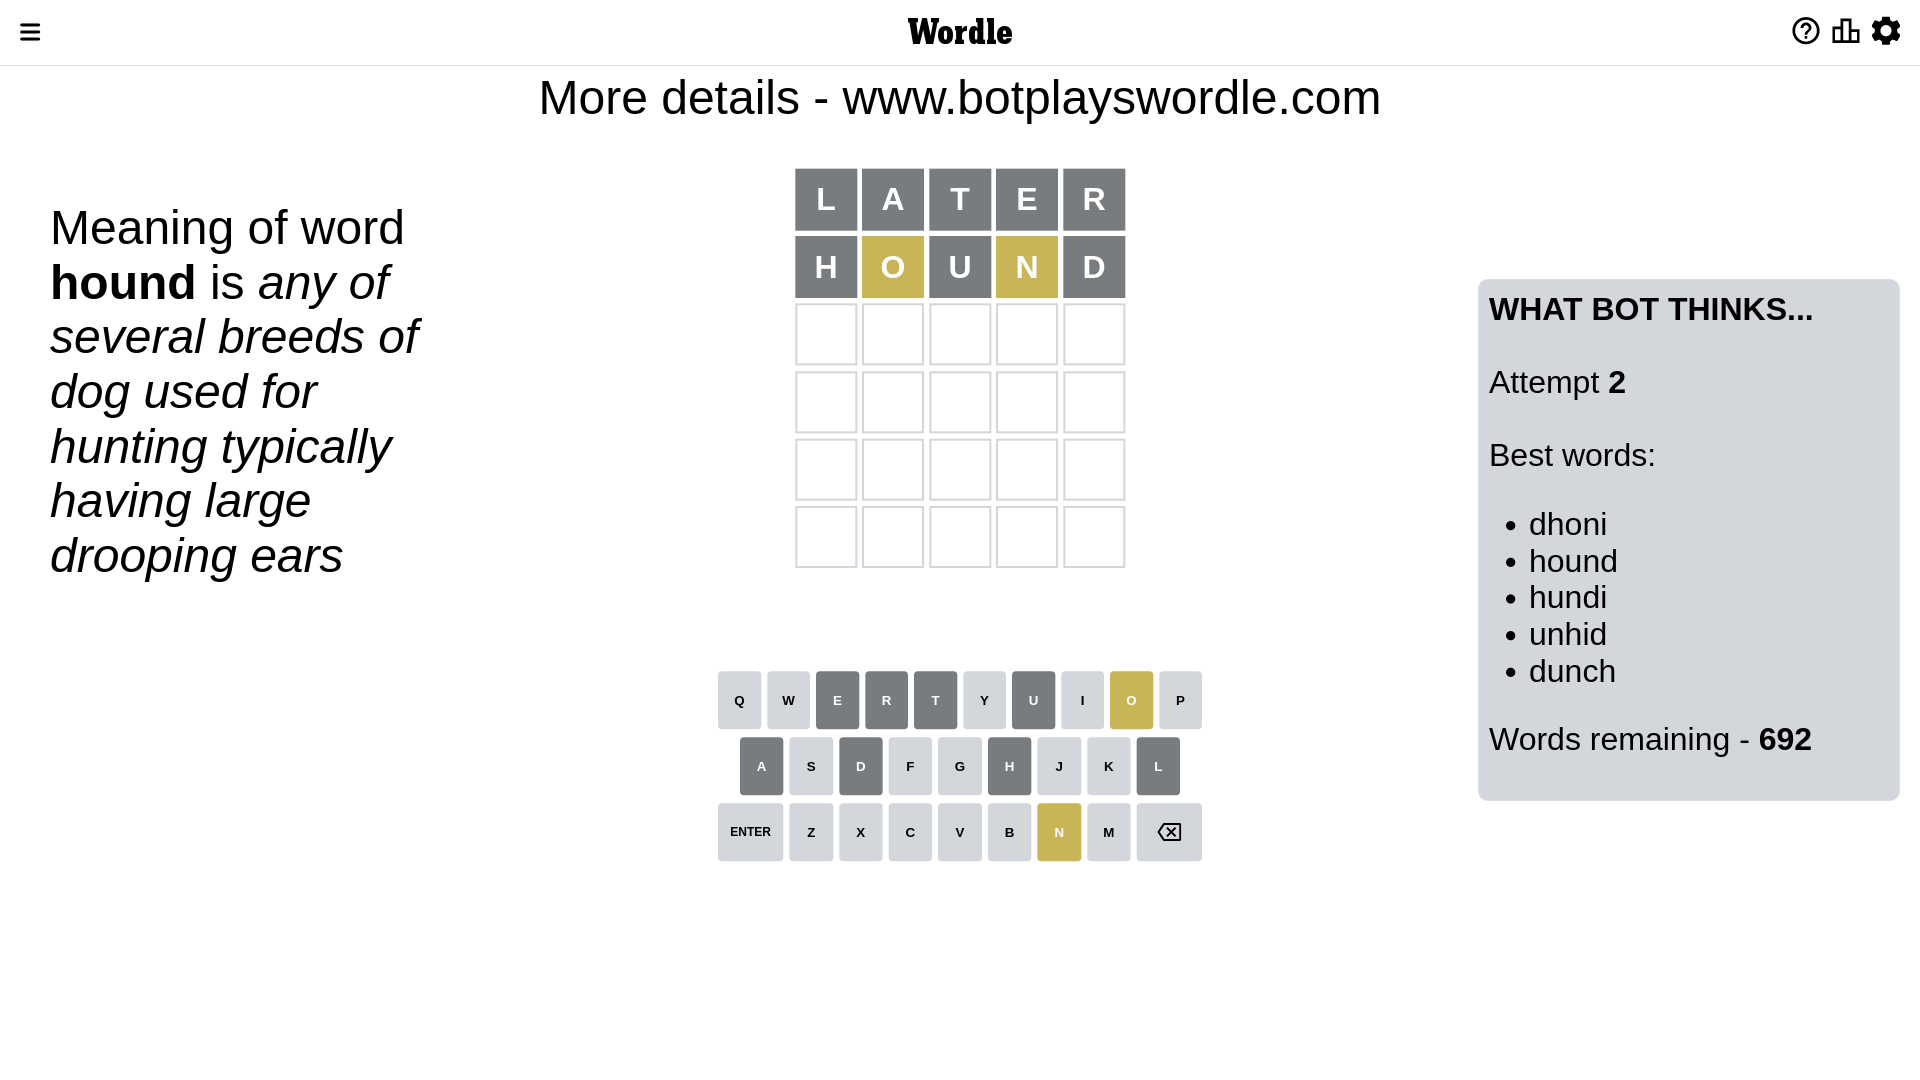 Wordle
More details - www.botplayswordle.com
Meaning of word
hound is any of
several breeds of
dog used for
hunting typically
having large
drooping ears
L A T E R
H O U N D
Q W E R T Y U I O P
A S D F G H J K L
ENTER Z X C V B N M
WHAT BOT THINKS...
Attempt 2
Best words:
• dhoni
• hound
• hundi
• unhid
• dunch
Words remaining - 692